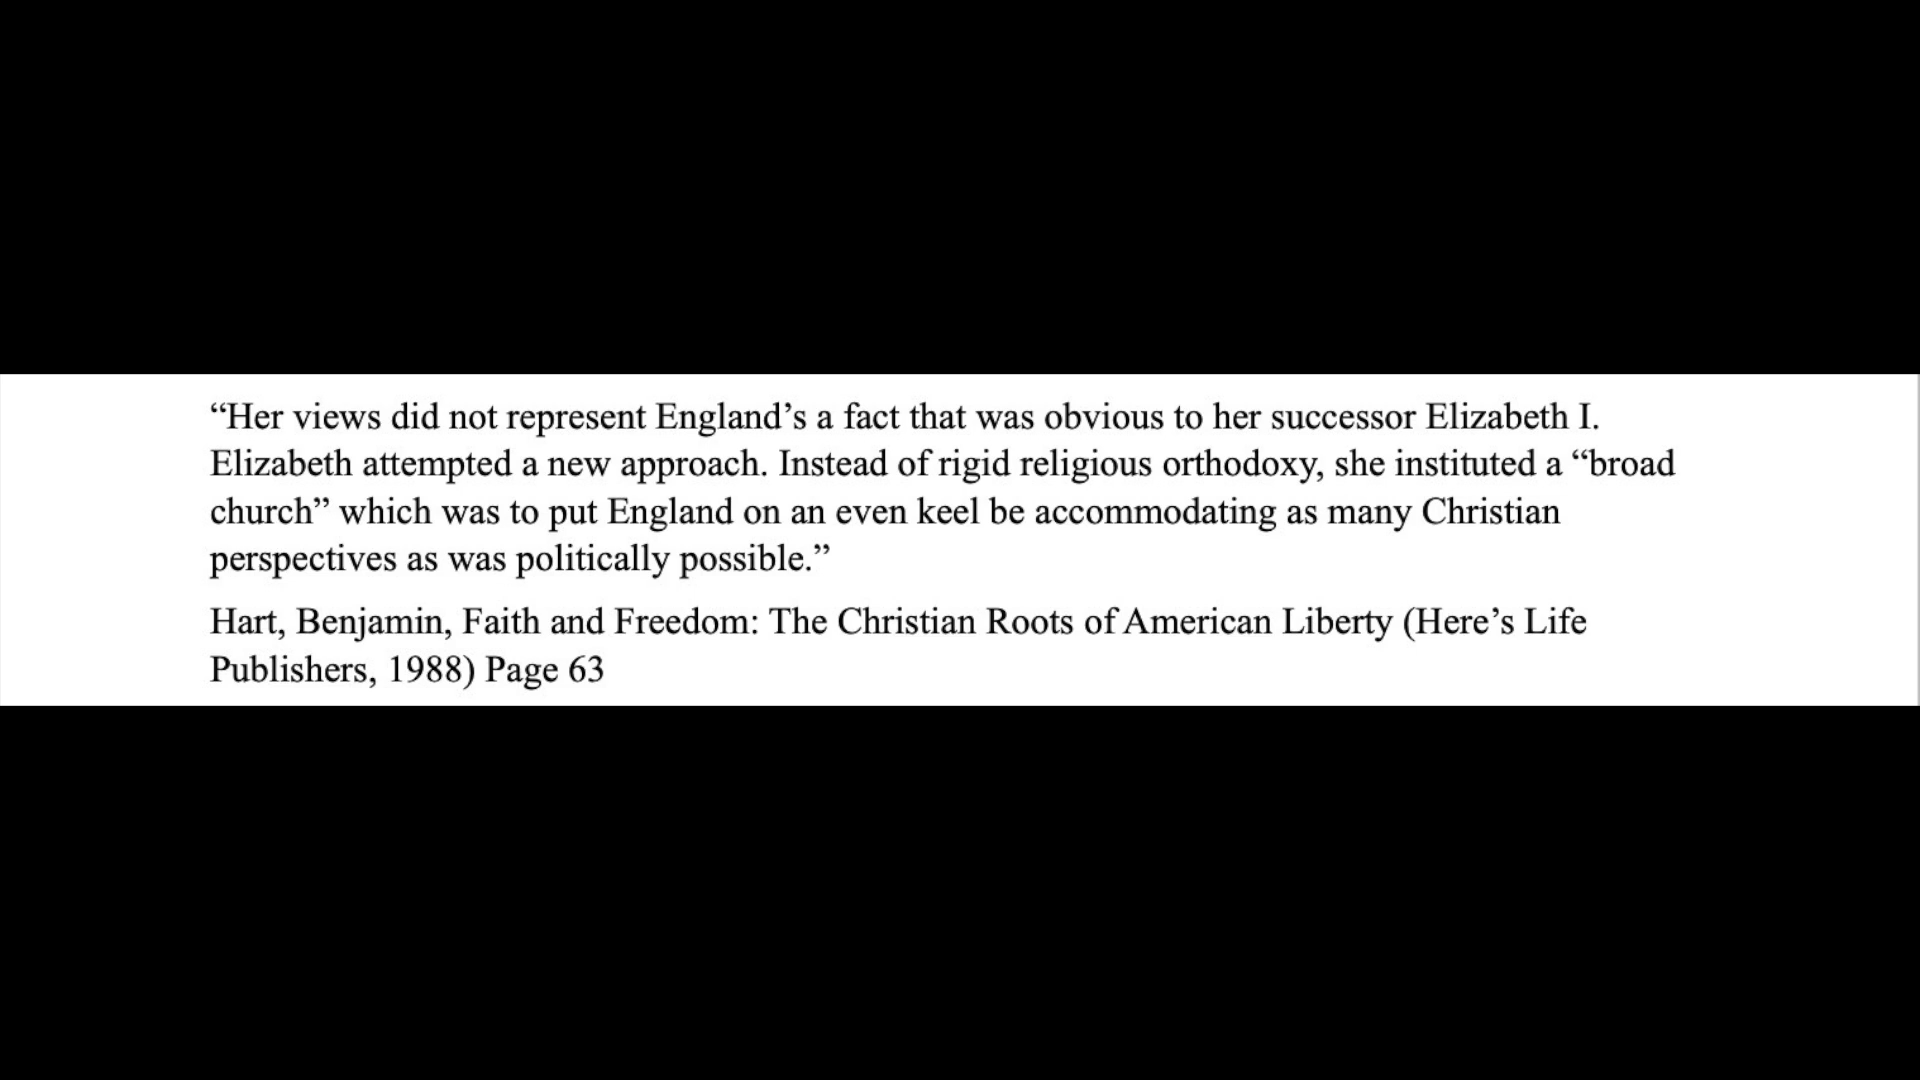 “Her views did not represent England’s a fact that was obvious to her successor Elizabeth I.
Elizabeth attempted a new approach. Instead of rigid religious orthodoxy, she instituted a “broad
church” which was to put England on an even keel be accommodating as many Christian
perspectives as was politically possible.”
Hart, Benjamin, Faith and Freedom: The Christian Roots of American Liberty (Here’s Life
Publishers, 1988) Page 63